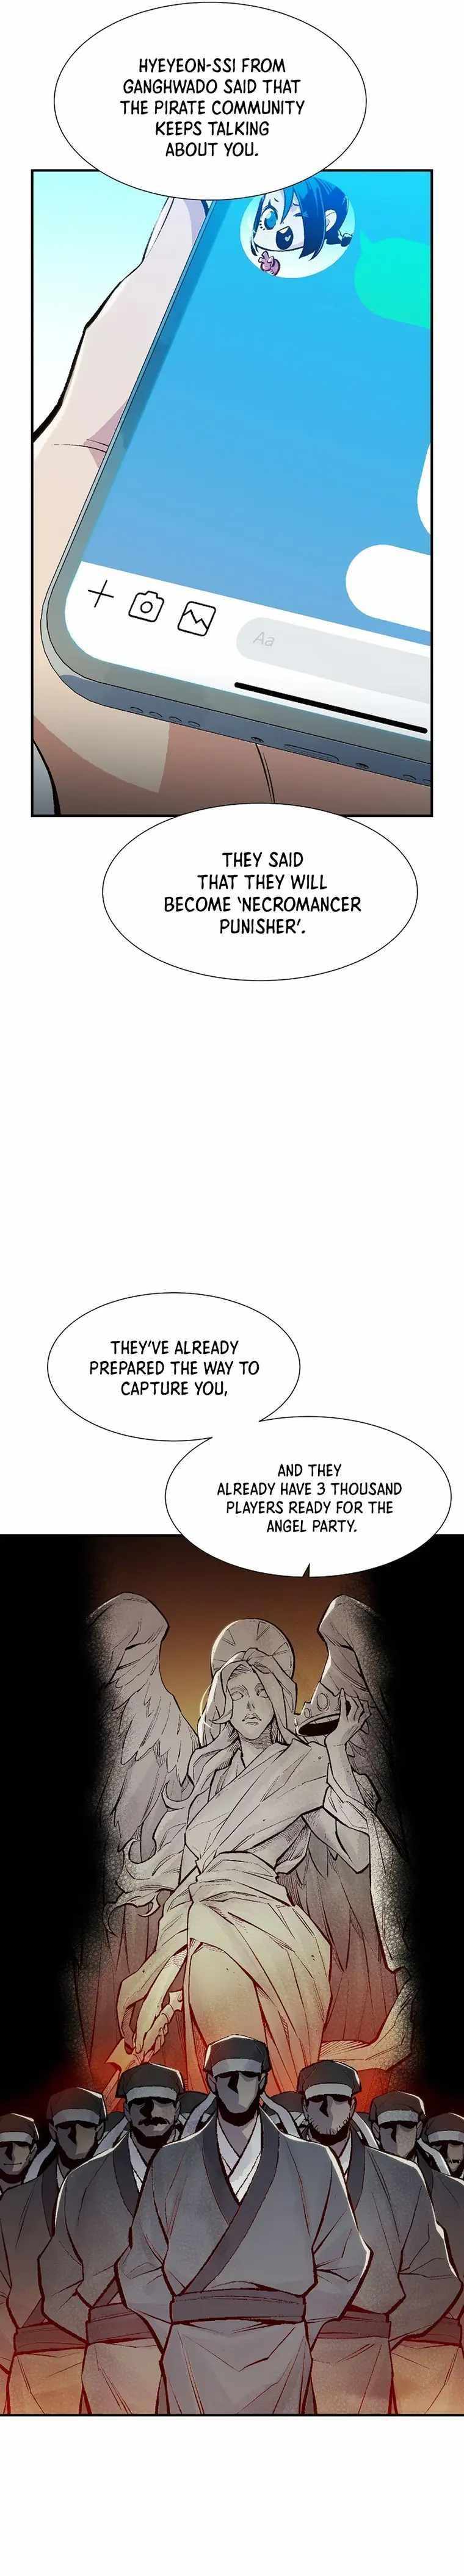 HYEYEON-SSI FROM
GANGHWADO SAID THAT
THE PIRATE COMMUNITY
KEEPS TALKING
ABOUT YOU.
Aa
THEY SAID
THAT THEY WILL
BECOME 'NECROMANCER
PUNISHER'.
THEY'VE ALREADY
PREPARED THE WAY TO
CAPTURE YOU,
AND THEY
ALREADY HAVE 3 THOUSAND
PLAYERS READY FOR THE
ANGEL PARTY.